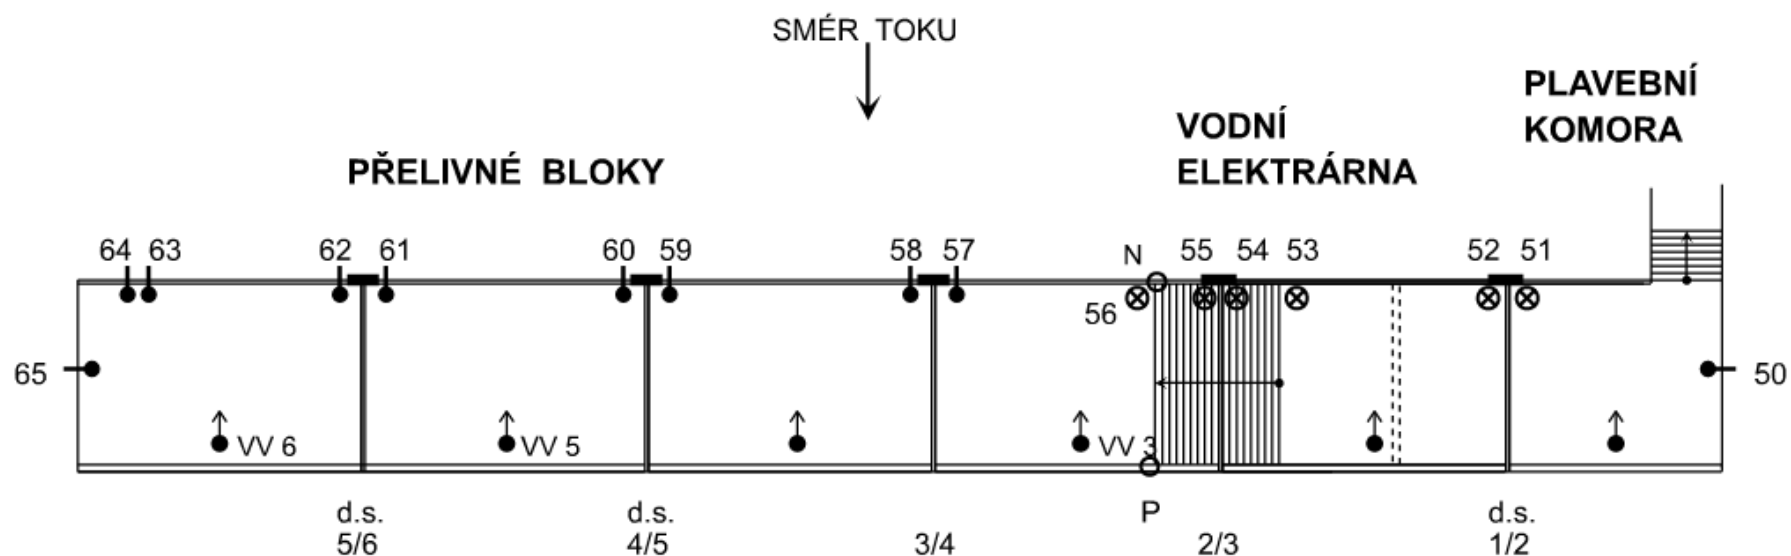 SMÉR TOKU
PLAVEBNÍ
KOMORA
VODNÍ
ELEKTRÁRNA
PŘELIVNÉ BLOKY
64 63 62 61 60 59 58 57 N 55 54 53 52 51
56
65 50
VV 6 VV 5 VV 3
d.s. d.s. P d.s.
5/6 4/5 3/4 2/3 1/2